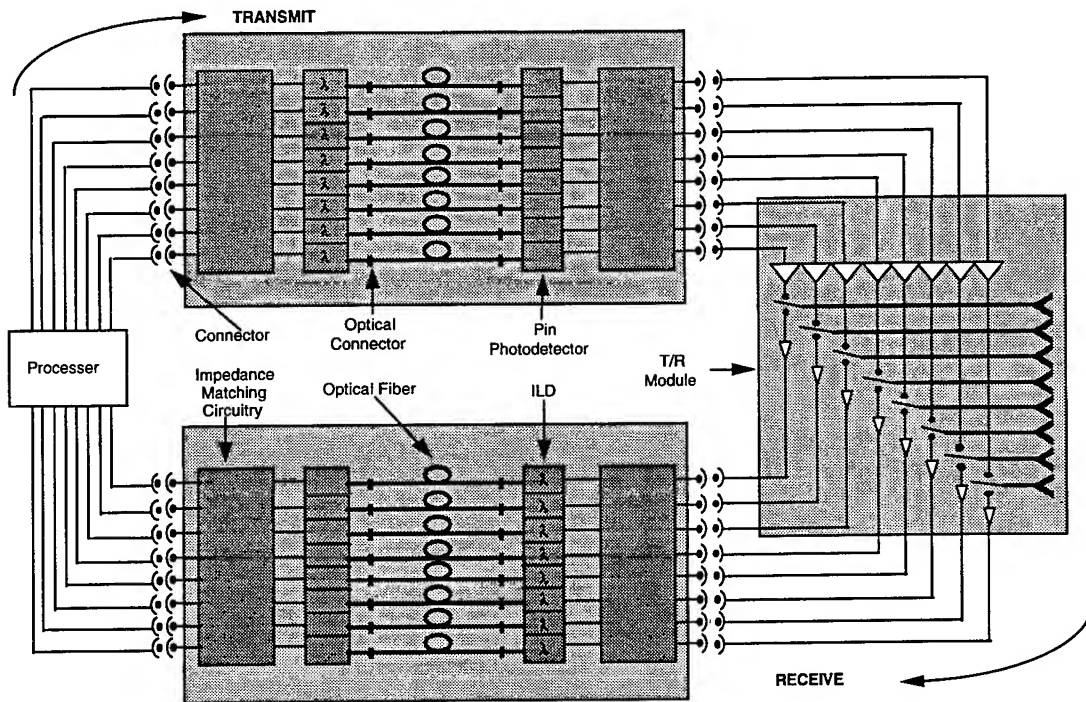 TRANSMIT
λ
λ
λ
λ
λ
λ
λ
λ
Connector
Optical
Connector
Pin
Photodetector
Processer
T/R
Module
Impedance
Matching
Circuitry
Optical Fiber
ILD
λ
λ
λ
λ
λ
λ
λ
λ
RECEIVE